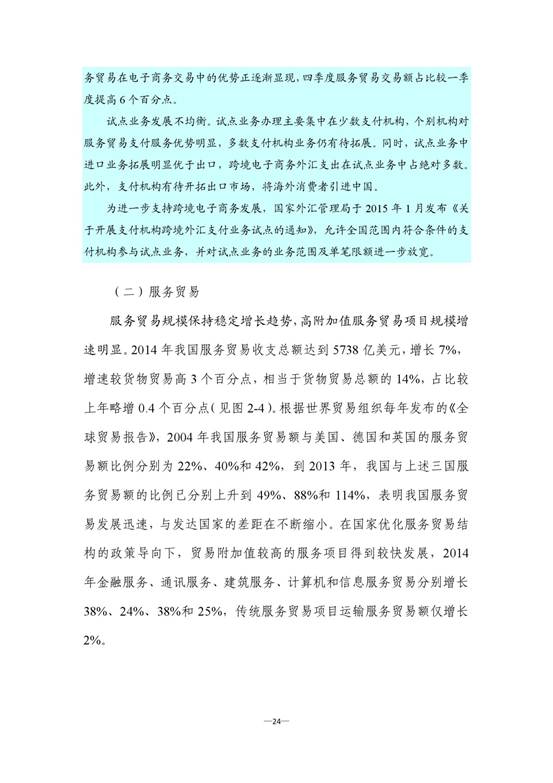 务贸易在电子商务交易中的优势正逐渐显现，四季度服务贸易交易额占比较一季
度提高 6 个百分点。
试点业务发展不均衡。试点业务办理主要集中在少数支付机构，个别机构对
服务贸易支付服务优势明显，多数支付机构业务仍有待拓展。同时，试点业务中
进口业务拓展明显优于出口，跨境电子商务外汇支出在试点业务中占绝对多数。
此外，支付机构有待开拓出口市场，将海外消费者引进中国。
为进一步支持跨境电子商务发展，国家外汇管理局于 2015 年 1 月发布《关
于开展支付机构跨境外汇支付业务试点的通知》，允许全国范围内符合条件的支
付机构参与试点业务，并对试点业务的业务范围及单笔限额进一步放宽。
（二）服务贸易
服务贸易规模保持稳定增长趋势，高附加值服务贸易项目规模增
速明显。2014 年我国服务贸易收支总额达到 5738 亿美元，增长 7%，
增速较货物贸易高 3 个百分点，相当于货物贸易总额的 14%，占比较
上年略增 0.4 个百分点（见图 2-4）。根据世界贸易组织每年发布的《全
球贸易报告》，2004 年我国服务贸易额与美国、德国和英国的服务贸
易额比例分别为 22%、40%和 42%，到 2013 年，我国与上述三国服
务贸易额的比例已分别上升到 49%、88%和 114%，表明我国服务贸
易发展迅速，与发达国家的差距在不断缩小。在国家优化服务贸易结
构的政策导向下，贸易附加值较高的服务项目得到较快发展，2014
年金融服务、通讯服务、建筑服务、计算机和信息服务贸易分别增长
38%、24%、38%和 25%，传统服务贸易项目运输服务贸易额仅增长
2%。
—24—